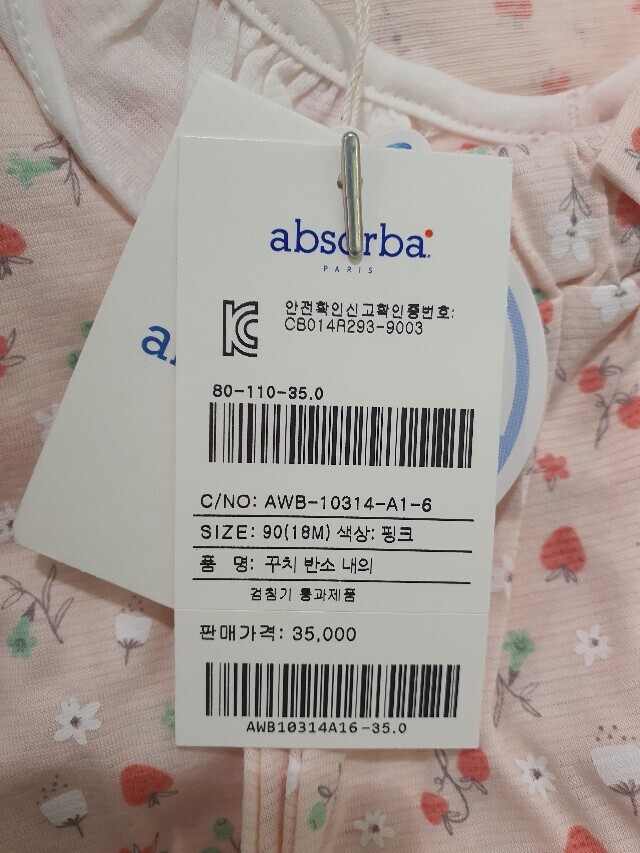 absorba
PARIS
안전확인신고확인증번호:
CB014R293-9003
80-110-35.0
C/NO: AWB-10314-A1-6
SIZE: 90(18M) 색상: 핑크
품 명: 꾸치 반소 내의
검침기 통과제품
판매가격: 35,000
AWB10314A16-35.0